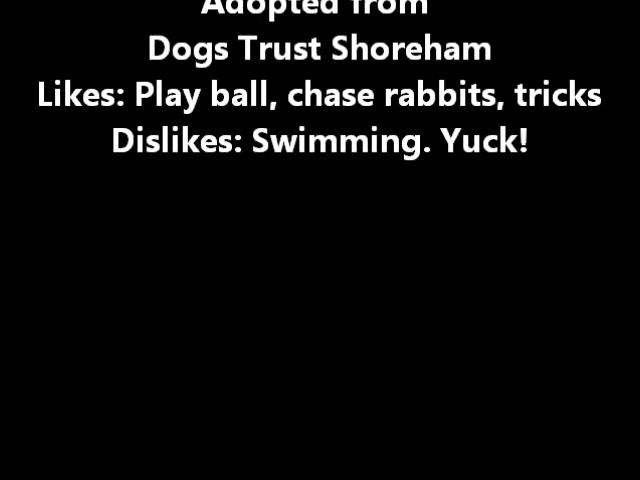 Adopted from
Dogs Trust Shoreham
Likes: Play ball, chase rabbits, tricks
Dislikes: Swimming. Yuck!